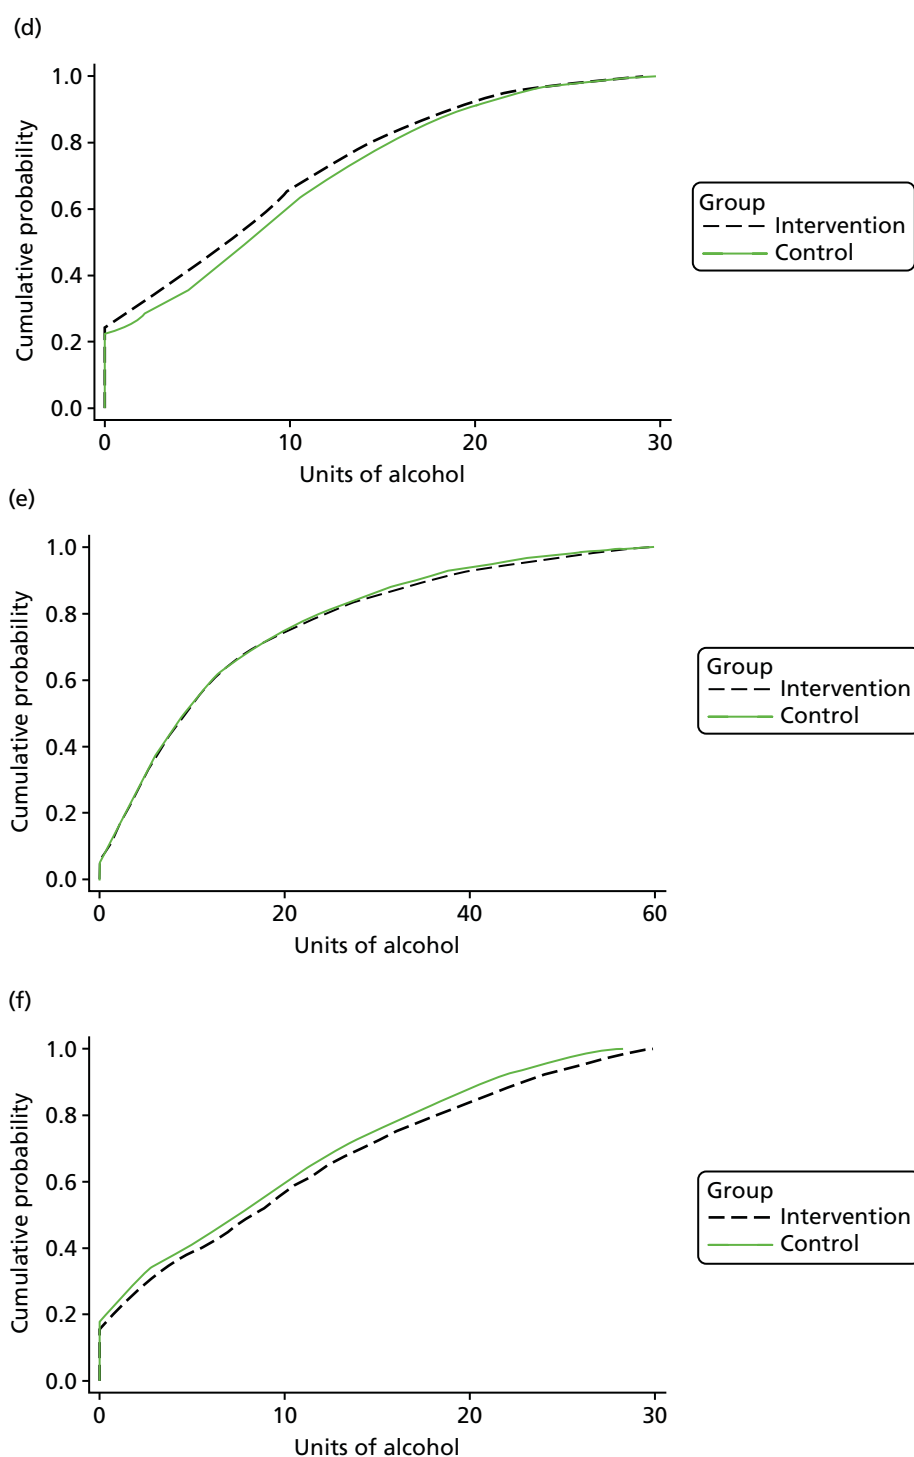 (d)
1.0
0.8
0.6
0.4
0.2
0.0
Cumulative probability
0
10
20
30
Units of alcohol
Group
Intervention
Control
(e)
1.0
0.8
0.6
0.4
0.2
0.0
Cumulative probability
0
20
40
60
Units of alcohol
Group
Intervention
Control
(f)
1.0
0.8
0.6
0.4
0.2
0.0
Cumulative probability
0
10
20
30
Units of alcohol
Group
Intervention
Control